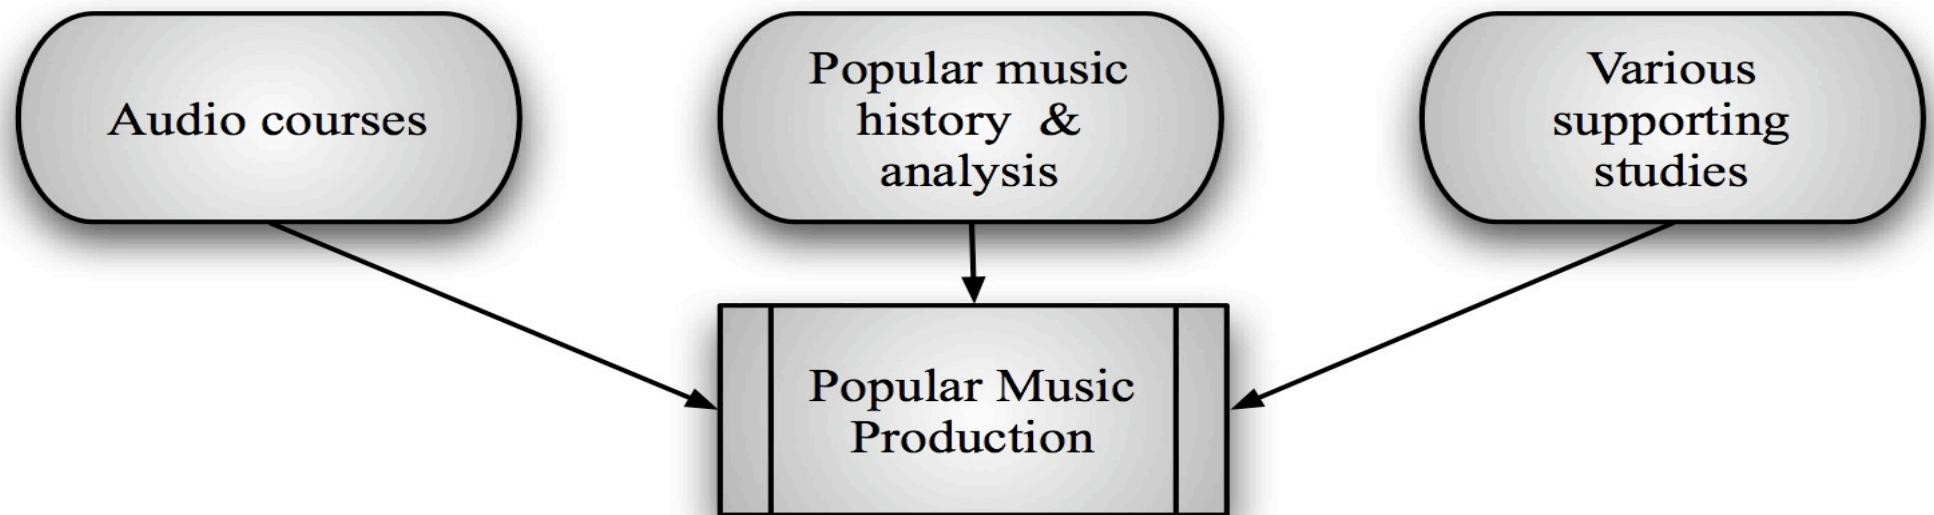 Audio courses
Popular music
history &
analysis
Various
supporting
studies
Popular Music
Production